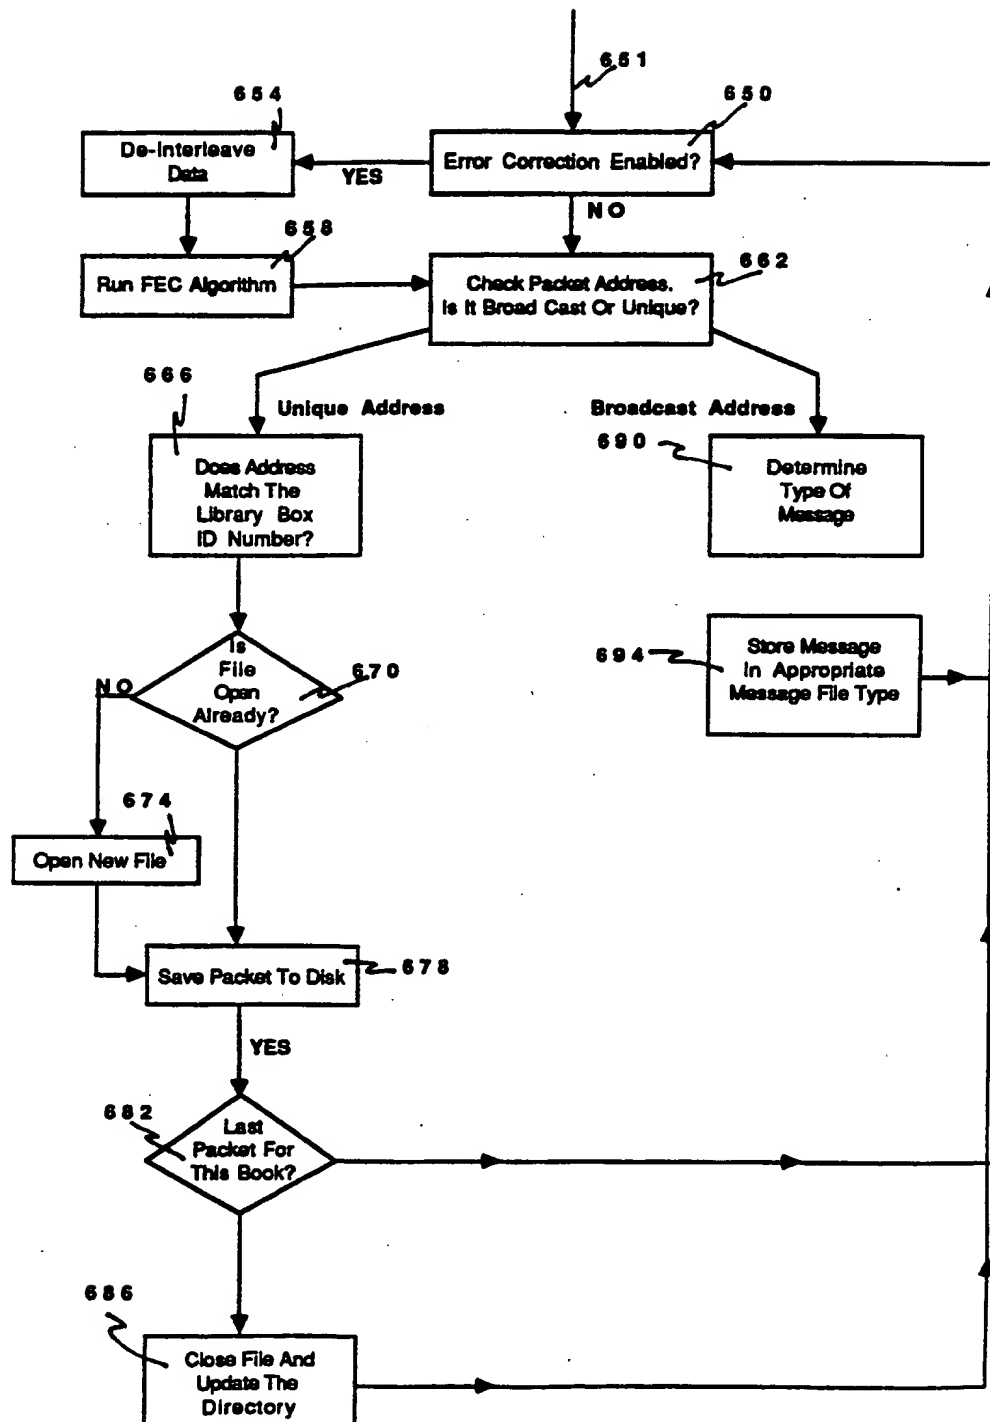 651
654
650
De-Interleave
Data
YES
Error Correction Enabled?
NO
658
Run FEC Algorithm
662
Check Packet Address.
Is It Broad Cast Or Unique?
666
Unique Address
Broadcast Address
690
Does Address
Match The
Library Box
ID Number?
Determine
Type Of
Message
Is
File
Open
Already?
670
NO
694
Store Message
In Appropriate
Message File Type
674
Open New File
Save Packet To Disk
678
YES
682
Last
Packet For
This Book?
686
Close File And
Update The
Directory